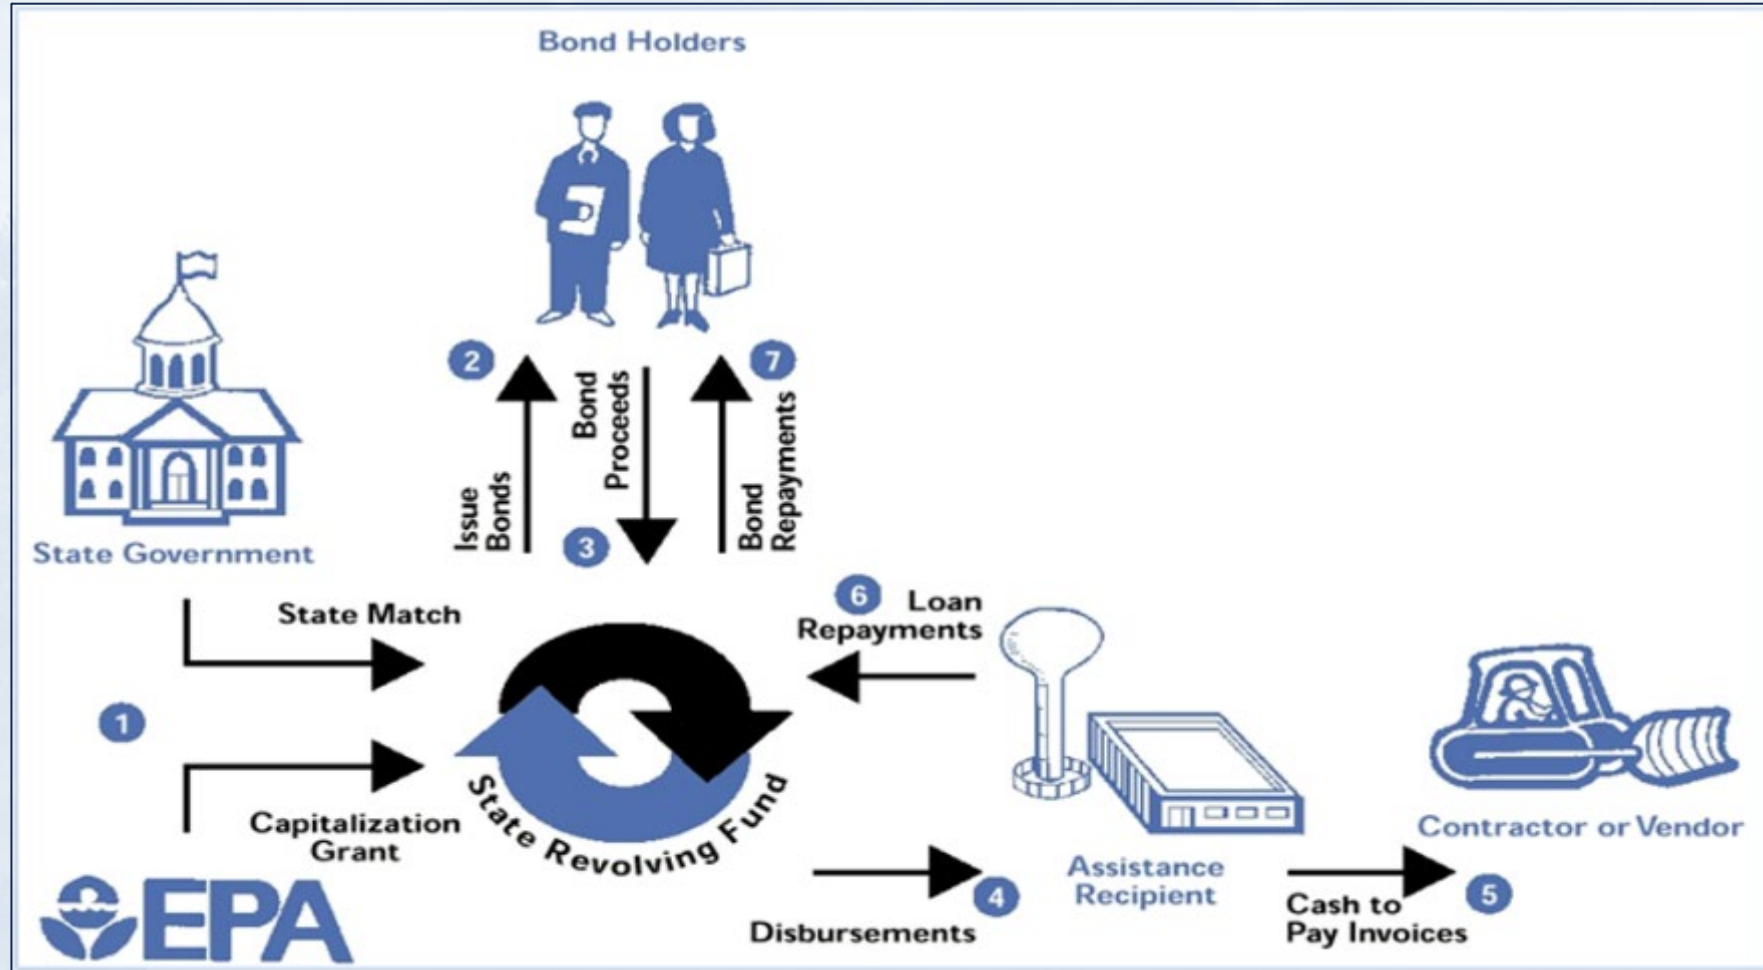 Bond Holders
2
7
Issue
Bonds
Bond
Proceeds
Bond
Repayments
3
State Government
State Match
6
Loan
Repayments
1
Capitalization
Grant
State Revolving Fund
EPA
Disbursements
4
Assistance
Recipient
Contractor or Vendor
Cash to
Pay Invoices
5